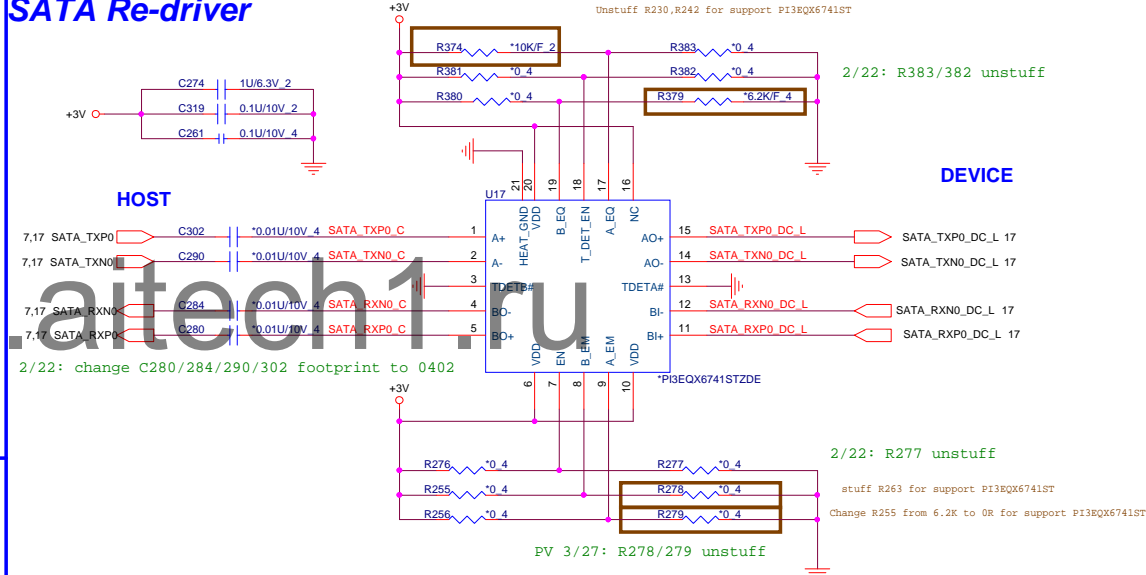 SATA Re-driver
+3V
Unstuff R230,R242 for support PI3EQX6741ST
R374 *10K/F_2 R383 *0_4
R381 *0_4 R382 *0_4
R380 *0_4 R379 *6.2K/F_4
2/22: R383/382 unstuff
+3V
C274 1U/6.3V_2
C319 0.1U/10V_2
C261 0.1U/10V_4
HOST
DEVICE
U17
21 20 19 18 17 16
HEAT_GND VDD B_EQ T_DET_EN A_EQ NC
7,17 SATA_TXP0 C302 *0.01U/10V_4 SATA_TXP0_C 1 A+ AO+ 15 SATA_TXP0_DC_L SATA_TXP0_DC_L 17
7,17 SATA_TXN0 C290 *0.01U/10V_4 SATA_TXN0_C 2 A- AO- 14 SATA_TXN0_DC_L SATA_TXN0_DC_L 17
3 TDETB# TDETA# 13
7,17 SATA_RXN0 C284 *0.01U/10V_4 SATA_RXN0_C 4 BO- BI- 12 SATA_RXN0_DC_L SATA_RXN0_DC_L 17
7,17 SATA_RXP0 C280 *0.01U/10V_4 SATA_RXP0_C 5 BO+ BI+ 11 SATA_RXP0_DC_L SATA_RXP0_DC_L 17
.aitech1.ru
VDD EN B_EM A_EM VDD
6 7 8 9 10
*PI3EQX6741STZDE
2/22: change C280/284/290/302 footprint to 0402
+3V
R276 *0_4 R277 *0_4
R255 *0_4 R278 *0_4
R256 *0_4 R279 *0_4
2/22: R277 unstuff
stuff R263 for support PI3EQX6741ST
Change R255 from 6.2K to 0R for support PI3EQX6741ST
PV 3/27: R278/279 unstuff